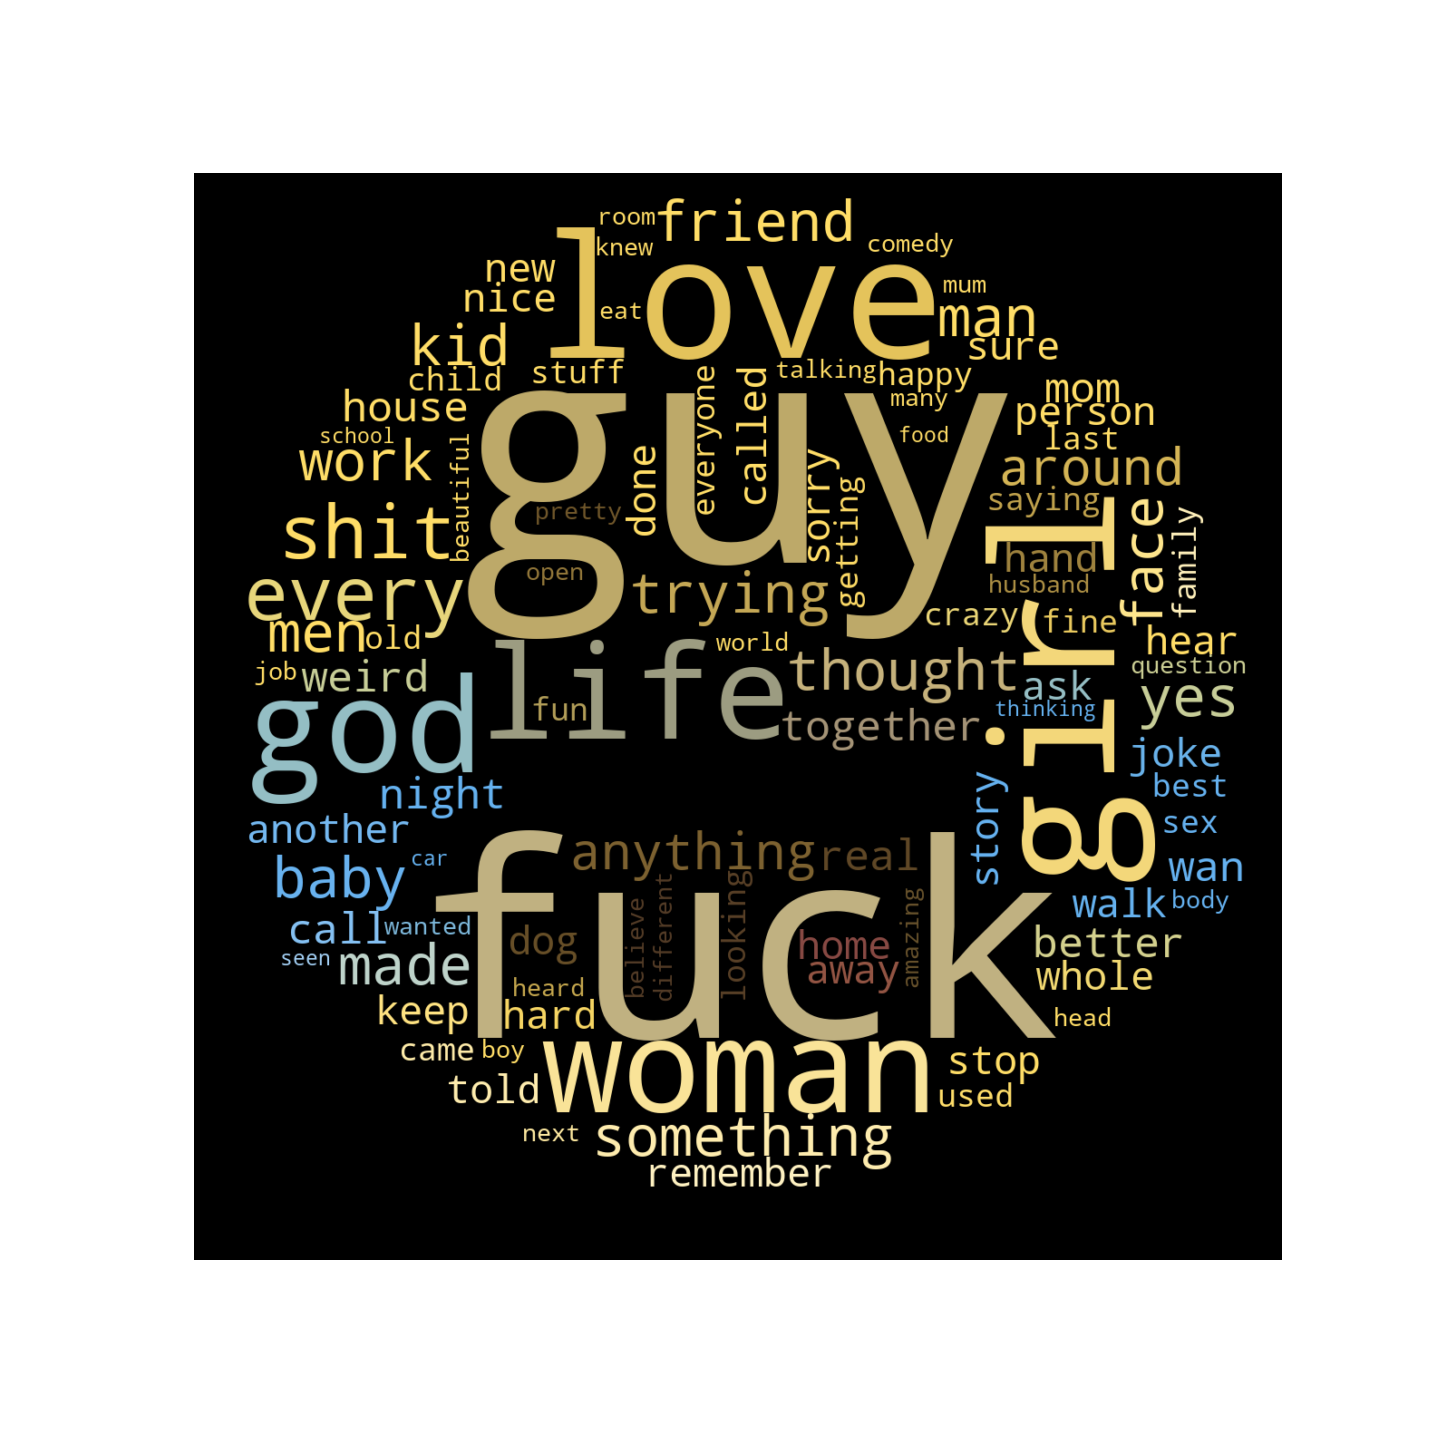 room
friend
knew
love
comedy
new
nice
eat
mum
man
sure
kid
child
stuff
talking
happy
many
mom
house
everyone
called
person
school
guy
food
last
work
beautiful
done
sorry
around
shit
pretty
getting
saying
girl
face
family
open
hand
every
trying
husband
men
old
crazy
fine
hear
job
weird
life
world
thought
ask
question
god
fun
together
thinking
yes
night
story
joke
best
another
anything
real
sex
baby
car
fuck
wan
call
wanted
dog
believe
different
looking
home
amazing
walk
body
seen
made
away
better
whole
keep
heard
hard
head
came
boy
woman
stop
told
used
next
something
remember